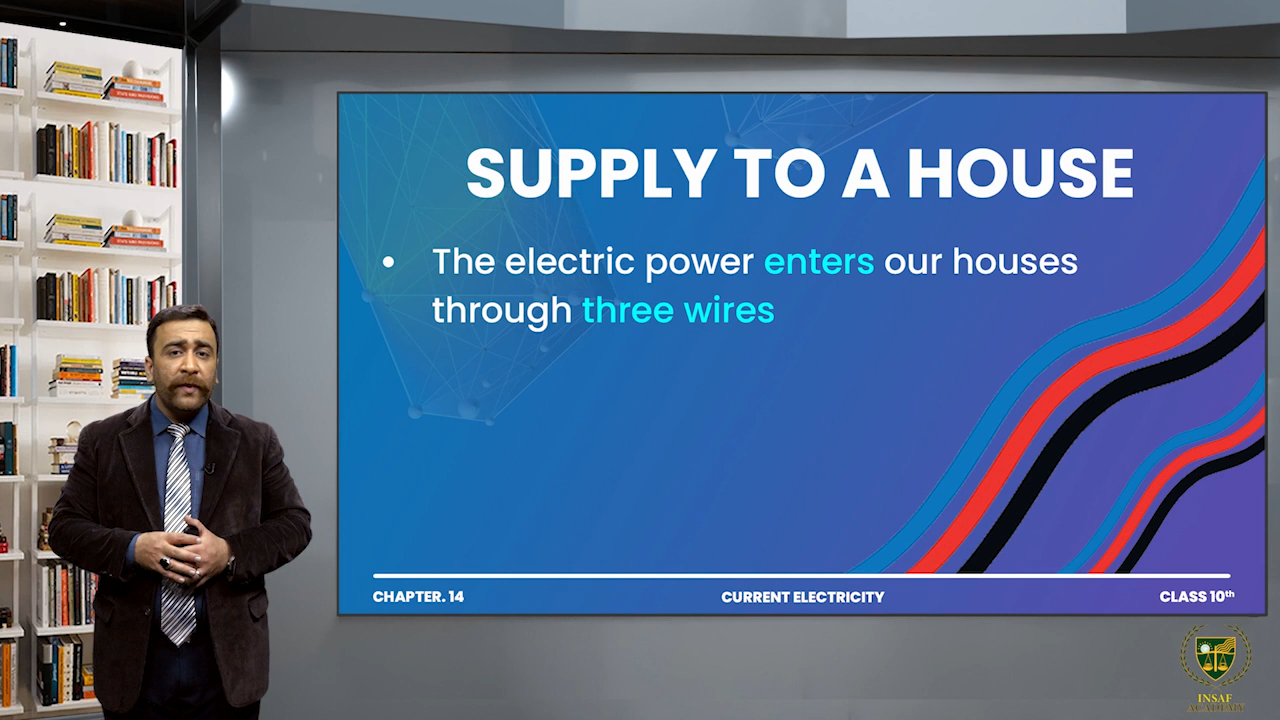 SUPPLY TO A HOUSE
• The electric power enters our houses
through three wires
CHAPTER. 14
CURRENT ELECTRICITY
CLASS 10th
INSAF
ACADEMY